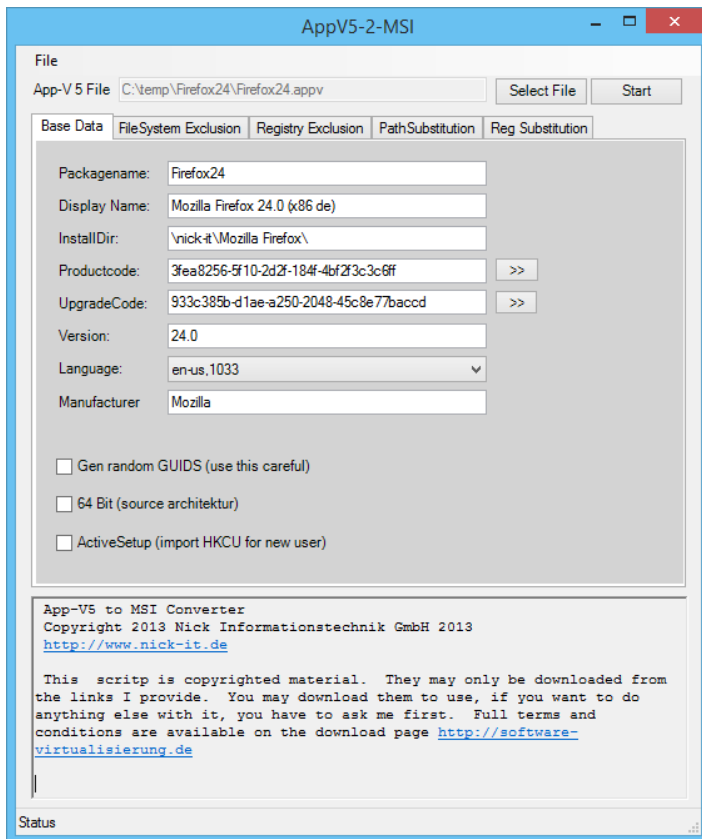 AppV5-2-MSI
File
App-V 5 File C:\temp\Firefox24\Firefox24.appv Select File Start
Base Data FileSystem Exclusion Registry Exclusion PathSubstitution Reg Substitution
Packagename: Firefox24
Display Name: Mozilla Firefox 24.0 (x86 de)
InstallDir: \nick-it\Mozilla Firefox\
Productcode: 3fea8256-5f10-2d2f-184f-4bf2f3c3c6ff >>
UpgradeCode: 933c385b-d1ae-a250-2048-45c8e77baccd >>
Version: 24.0
Language: en-us,1033
Manufacturer Mozilla
Gen random GUIDS (use this careful)
64 Bit (source architektur)
ActiveSetup (import HKCU for new user)
App-V5 to MSI Converter
Copyright 2013 Nick Informationstechnik GmbH 2013
http://www.nick-it.de
This scritp is copyrighted material. They may only be downloaded from
the links I provide. You may download them to use, if you want to do
anything else with it, you have to ask me first. Full terms and
conditions are available on the download page http://software-
virtualisierung.de
Status